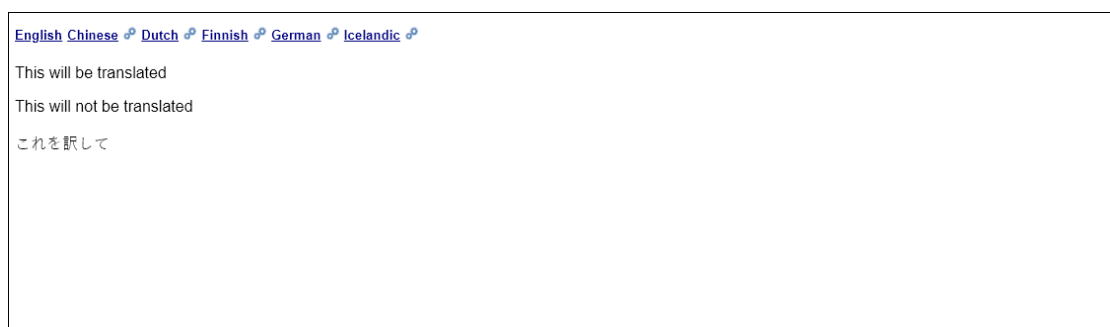 English Chinese Dutch Finnish German Icelandic
This will be translated
This will not be translated
これを訳して